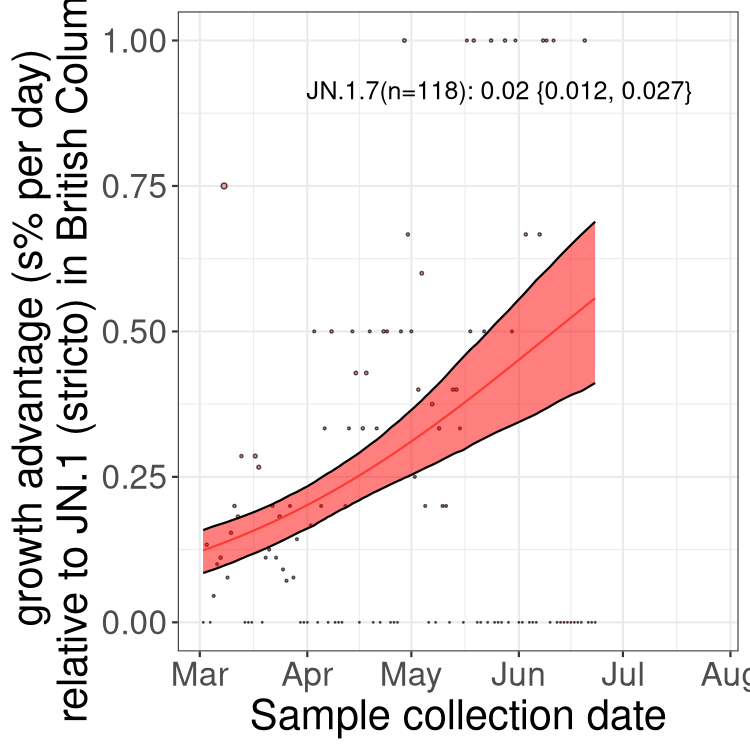 growth advantage (s% per day)
relative to JN.1 (stricto) in British Colum
1.00
0.75
0.50
0.25
0.00
JN.1.7(n=118): 0.02 {0.012, 0.027}
Mar Apr May Jun Jul Aug
Sample collection date